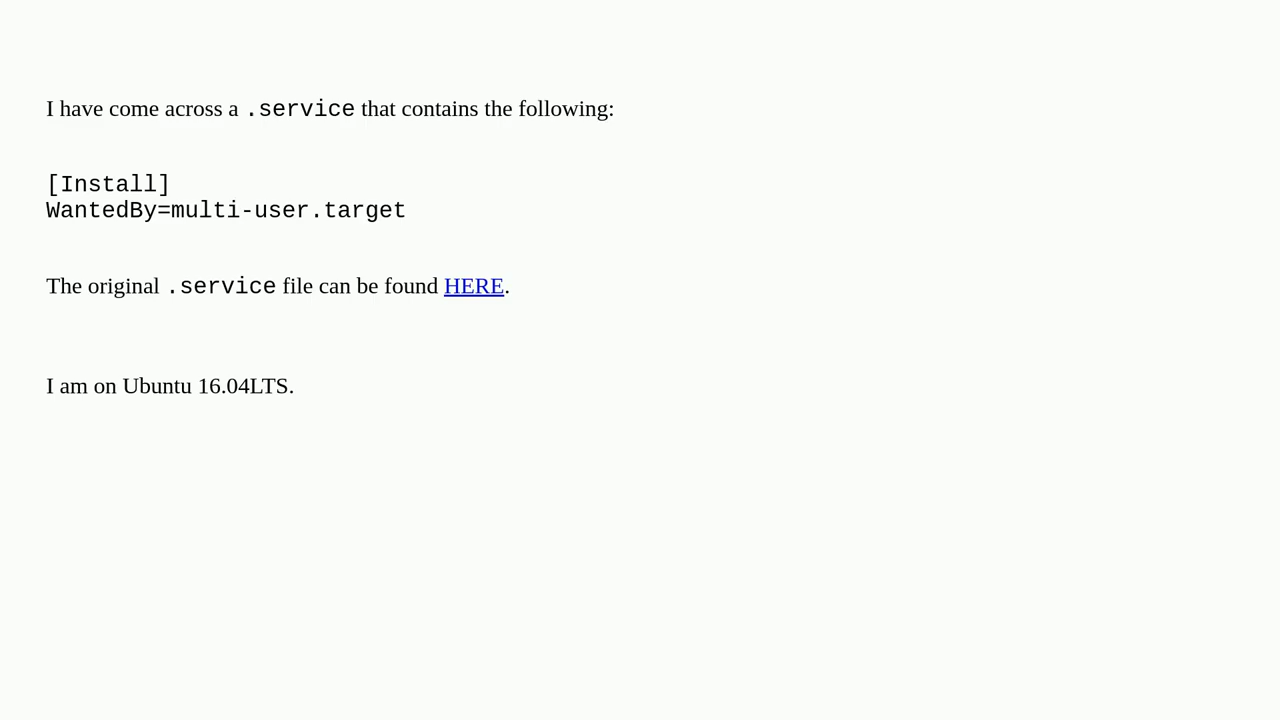 I have come across a .service that contains the following:
[Install]
WantedBy=multi-user.target
The original .service file can be found HERE.
I am on Ubuntu 16.04LTS.